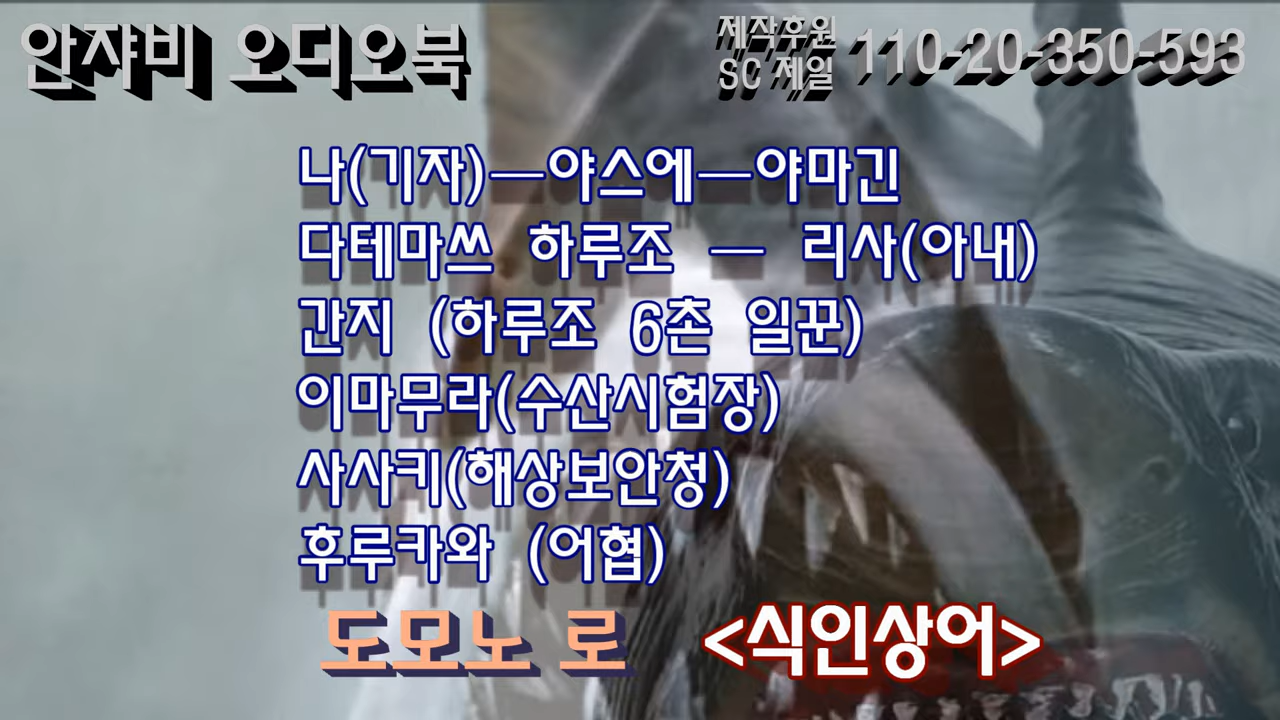 안쟈비 오디오북
제작후원
SC 제일
110-20-350-593
나(기자)―야스에―야마긴
다테마쓰 하루조 ― 리사(아내)
간지 (하루조 6촌 일꾼)
이마무라(수산시험장)
사사키(해상보안청)
후루카와 (어협)
도모노 로 <식인상어>